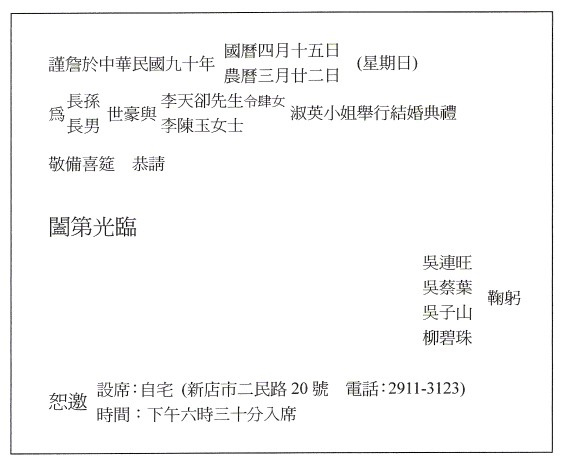 謹詹於中華民國九十年 國曆四月十五日 (星期日)
農曆三月廿二日
為 長孫 世豪與 李天卻先生令肆女 淑英小姐舉行結婚典禮
長男 李陳玉女士
敬備喜筵 恭請
闔第光臨
吳連旺
吳蔡葉 鞠躬
吳子山
柳碧珠
恕邀 設席：自宅 (新店市二民路 20 號 電話：2911-3123)
時間：下午六時三十分入席